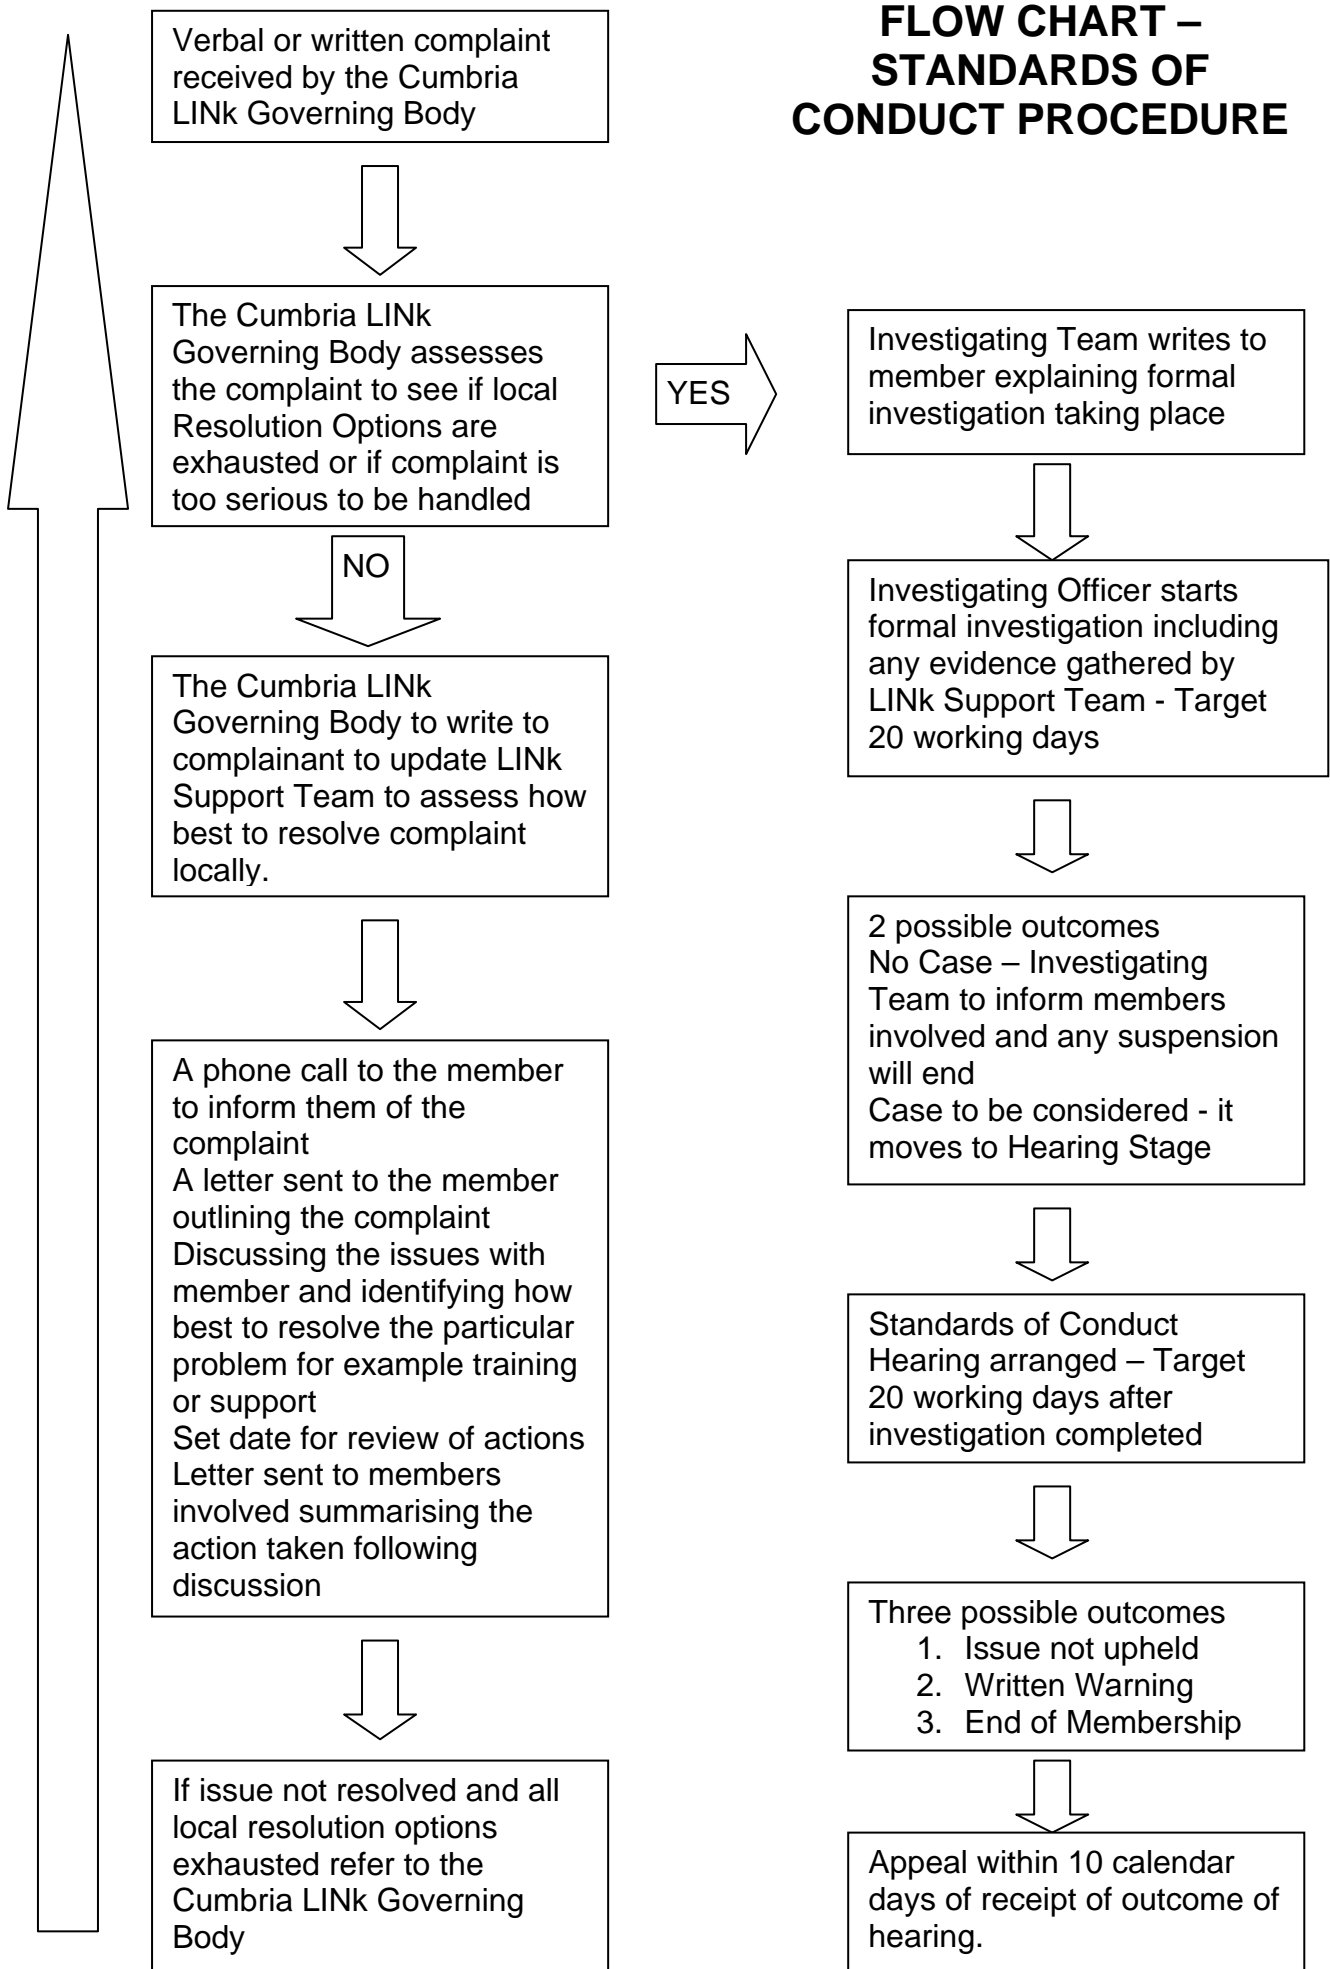 FLOW CHART –
STANDARDS OF
CONDUCT PROCEDURE
Verbal or written complaint
received by the Cumbria
LINk Governing Body
The Cumbria LINk
Governing Body assesses
the complaint to see if local
Resolution Options are
exhausted or if complaint is
too serious to be handled
YES
NO
The Cumbria LINk
Governing Body to write to
complainant to update LINk
Support Team to assess how
best to resolve complaint
locally.
A phone call to the member
to inform them of the
complaint
A letter sent to the member
outlining the complaint
Discussing the issues with
member and identifying how
best to resolve the particular
problem for example training
or support
Set date for review of actions
Letter sent to members
involved summarising the
action taken following
discussion
If issue not resolved and all
local resolution options
exhausted refer to the
Cumbria LINk Governing
Body
Investigating Team writes to
member explaining formal
investigation taking place
Investigating Officer starts
formal investigation including
any evidence gathered by
LINk Support Team - Target
20 working days
2 possible outcomes
No Case – Investigating
Team to inform members
involved and any suspension
will end
Case to be considered - it
moves to Hearing Stage
Standards of Conduct
Hearing arranged – Target
20 working days after
investigation completed
Three possible outcomes
1. Issue not upheld
2. Written Warning
3. End of Membership
Appeal within 10 calendar
days of receipt of outcome of
hearing.